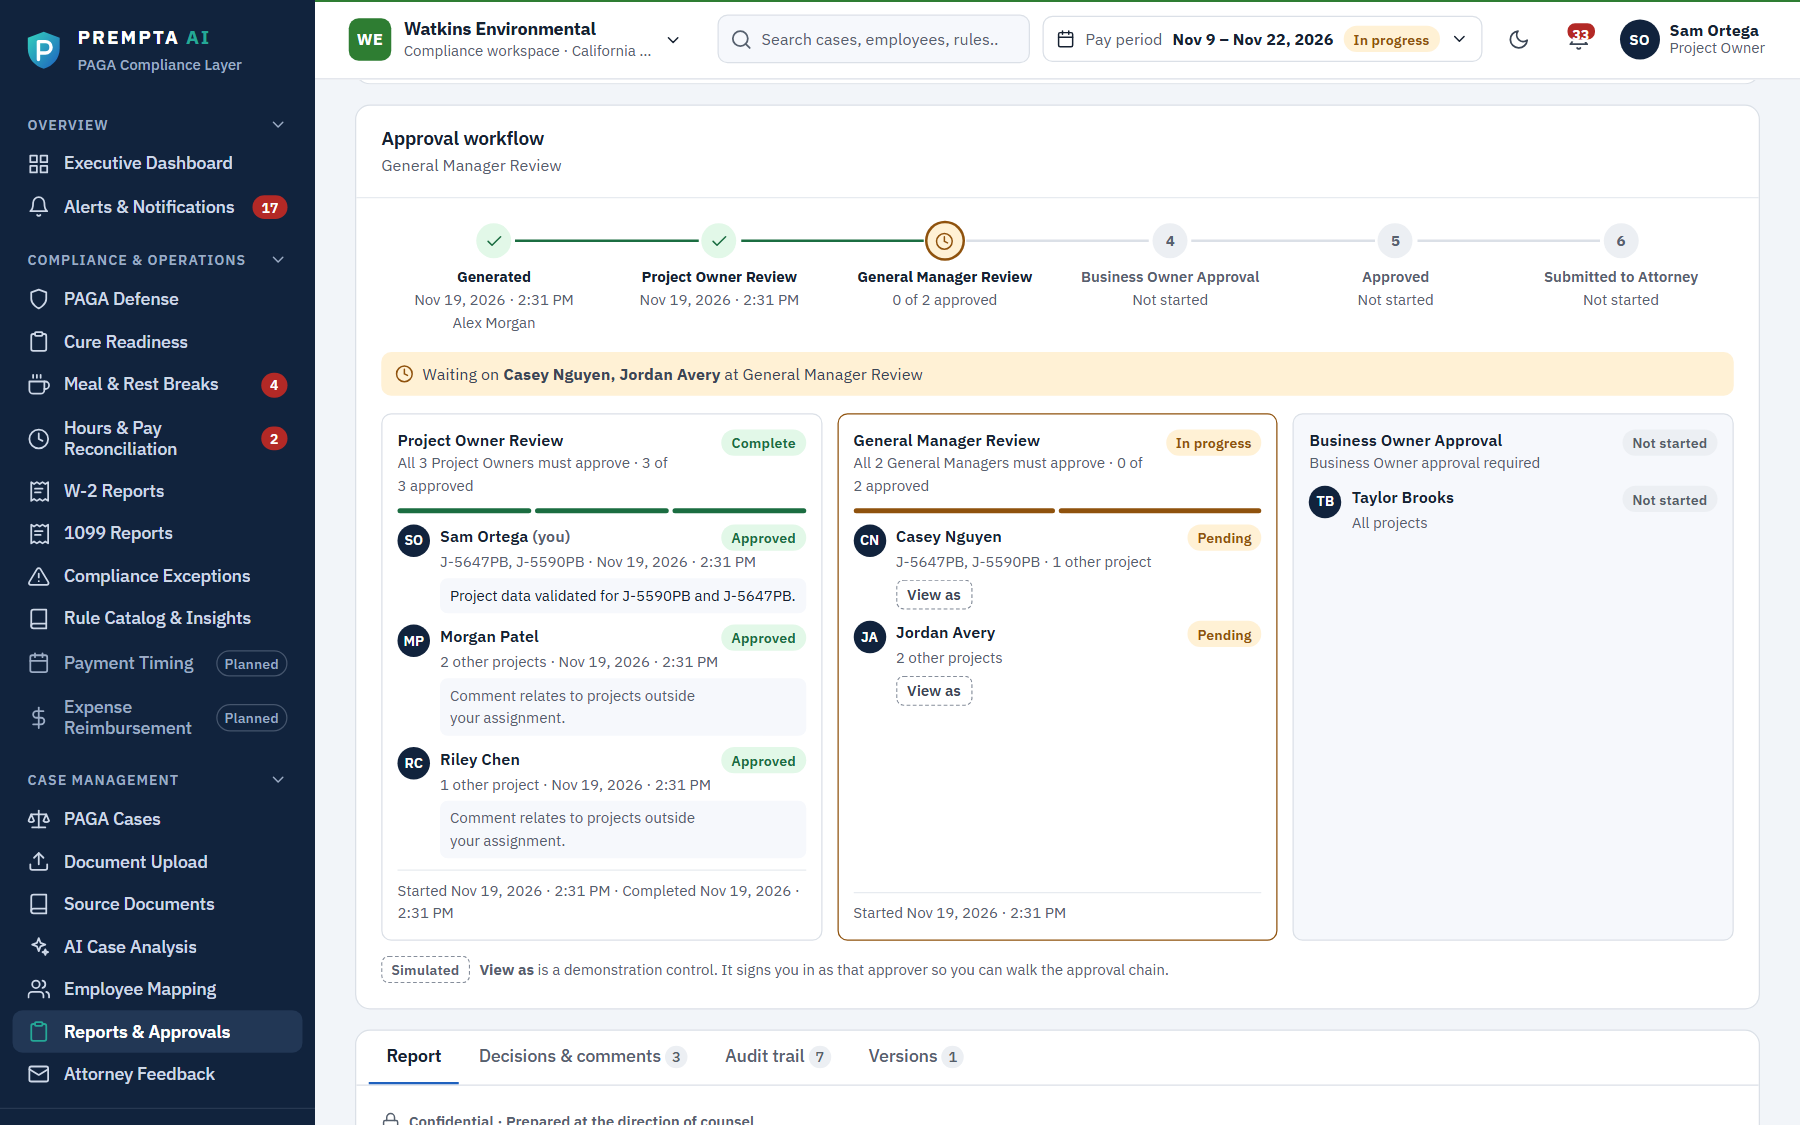 PREMPTA AI
PAGA Compliance Layer
OVERVIEW
Executive Dashboard
Alerts & Notifications 17
COMPLIANCE & OPERATIONS
PAGA Defense
Cure Readiness
Meal & Rest Breaks 4
Hours & Pay
Reconciliation 2
W-2 Reports
1099 Reports
Compliance Exceptions
Rule Catalog & Insights
Payment Timing Planned
Expense
Reimbursement Planned
CASE MANAGEMENT
PAGA Cases
Document Upload
Source Documents
AI Case Analysis
Employee Mapping
Reports & Approvals
Attorney Feedback
WE
Watkins Environmental
Compliance workspace · California ...
Search cases, employees, rules..
Pay period Nov 9 – Nov 22, 2026 In progress
33
SO
Sam Ortega
Project Owner
Approval workflow
General Manager Review
4 5 6
Generated
Nov 19, 2026 · 2:31 PM
Alex Morgan
Project Owner Review
Nov 19, 2026 · 2:31 PM
General Manager Review
0 of 2 approved
Business Owner Approval
Not started
Approved
Not started
Submitted to Attorney
Not started
Waiting on Casey Nguyen, Jordan Avery at General Manager Review
Project Owner Review Complete
All 3 Project Owners must approve · 3 of
3 approved
SO Sam Ortega (you) Approved
J-5647PB, J-5590PB · Nov 19, 2026 · 2:31 PM
Project data validated for J-5590PB and J-5647PB.
MP Morgan Patel Approved
2 other projects · Nov 19, 2026 · 2:31 PM
Comment relates to projects outside
your assignment.
RC Riley Chen Approved
1 other project · Nov 19, 2026 · 2:31 PM
Comment relates to projects outside
your assignment.
Started Nov 19, 2026 · 2:31 PM · Completed Nov 19, 2026 ·
2:31 PM
General Manager Review In progress
All 2 General Managers must approve · 0 of
2 approved
CN Casey Nguyen Pending
J-5647PB, J-5590PB · 1 other project
View as
JA Jordan Avery Pending
2 other projects
View as
Started Nov 19, 2026 · 2:31 PM
Business Owner Approval Not started
Business Owner approval required
TB Taylor Brooks Not started
All projects
Simulated View as is a demonstration control. It signs you in as that approver so you can walk the approval chain.
Report Decisions & comments 3 Audit trail 7 Versions 1
Confidential · Prepared at the direction of counsel